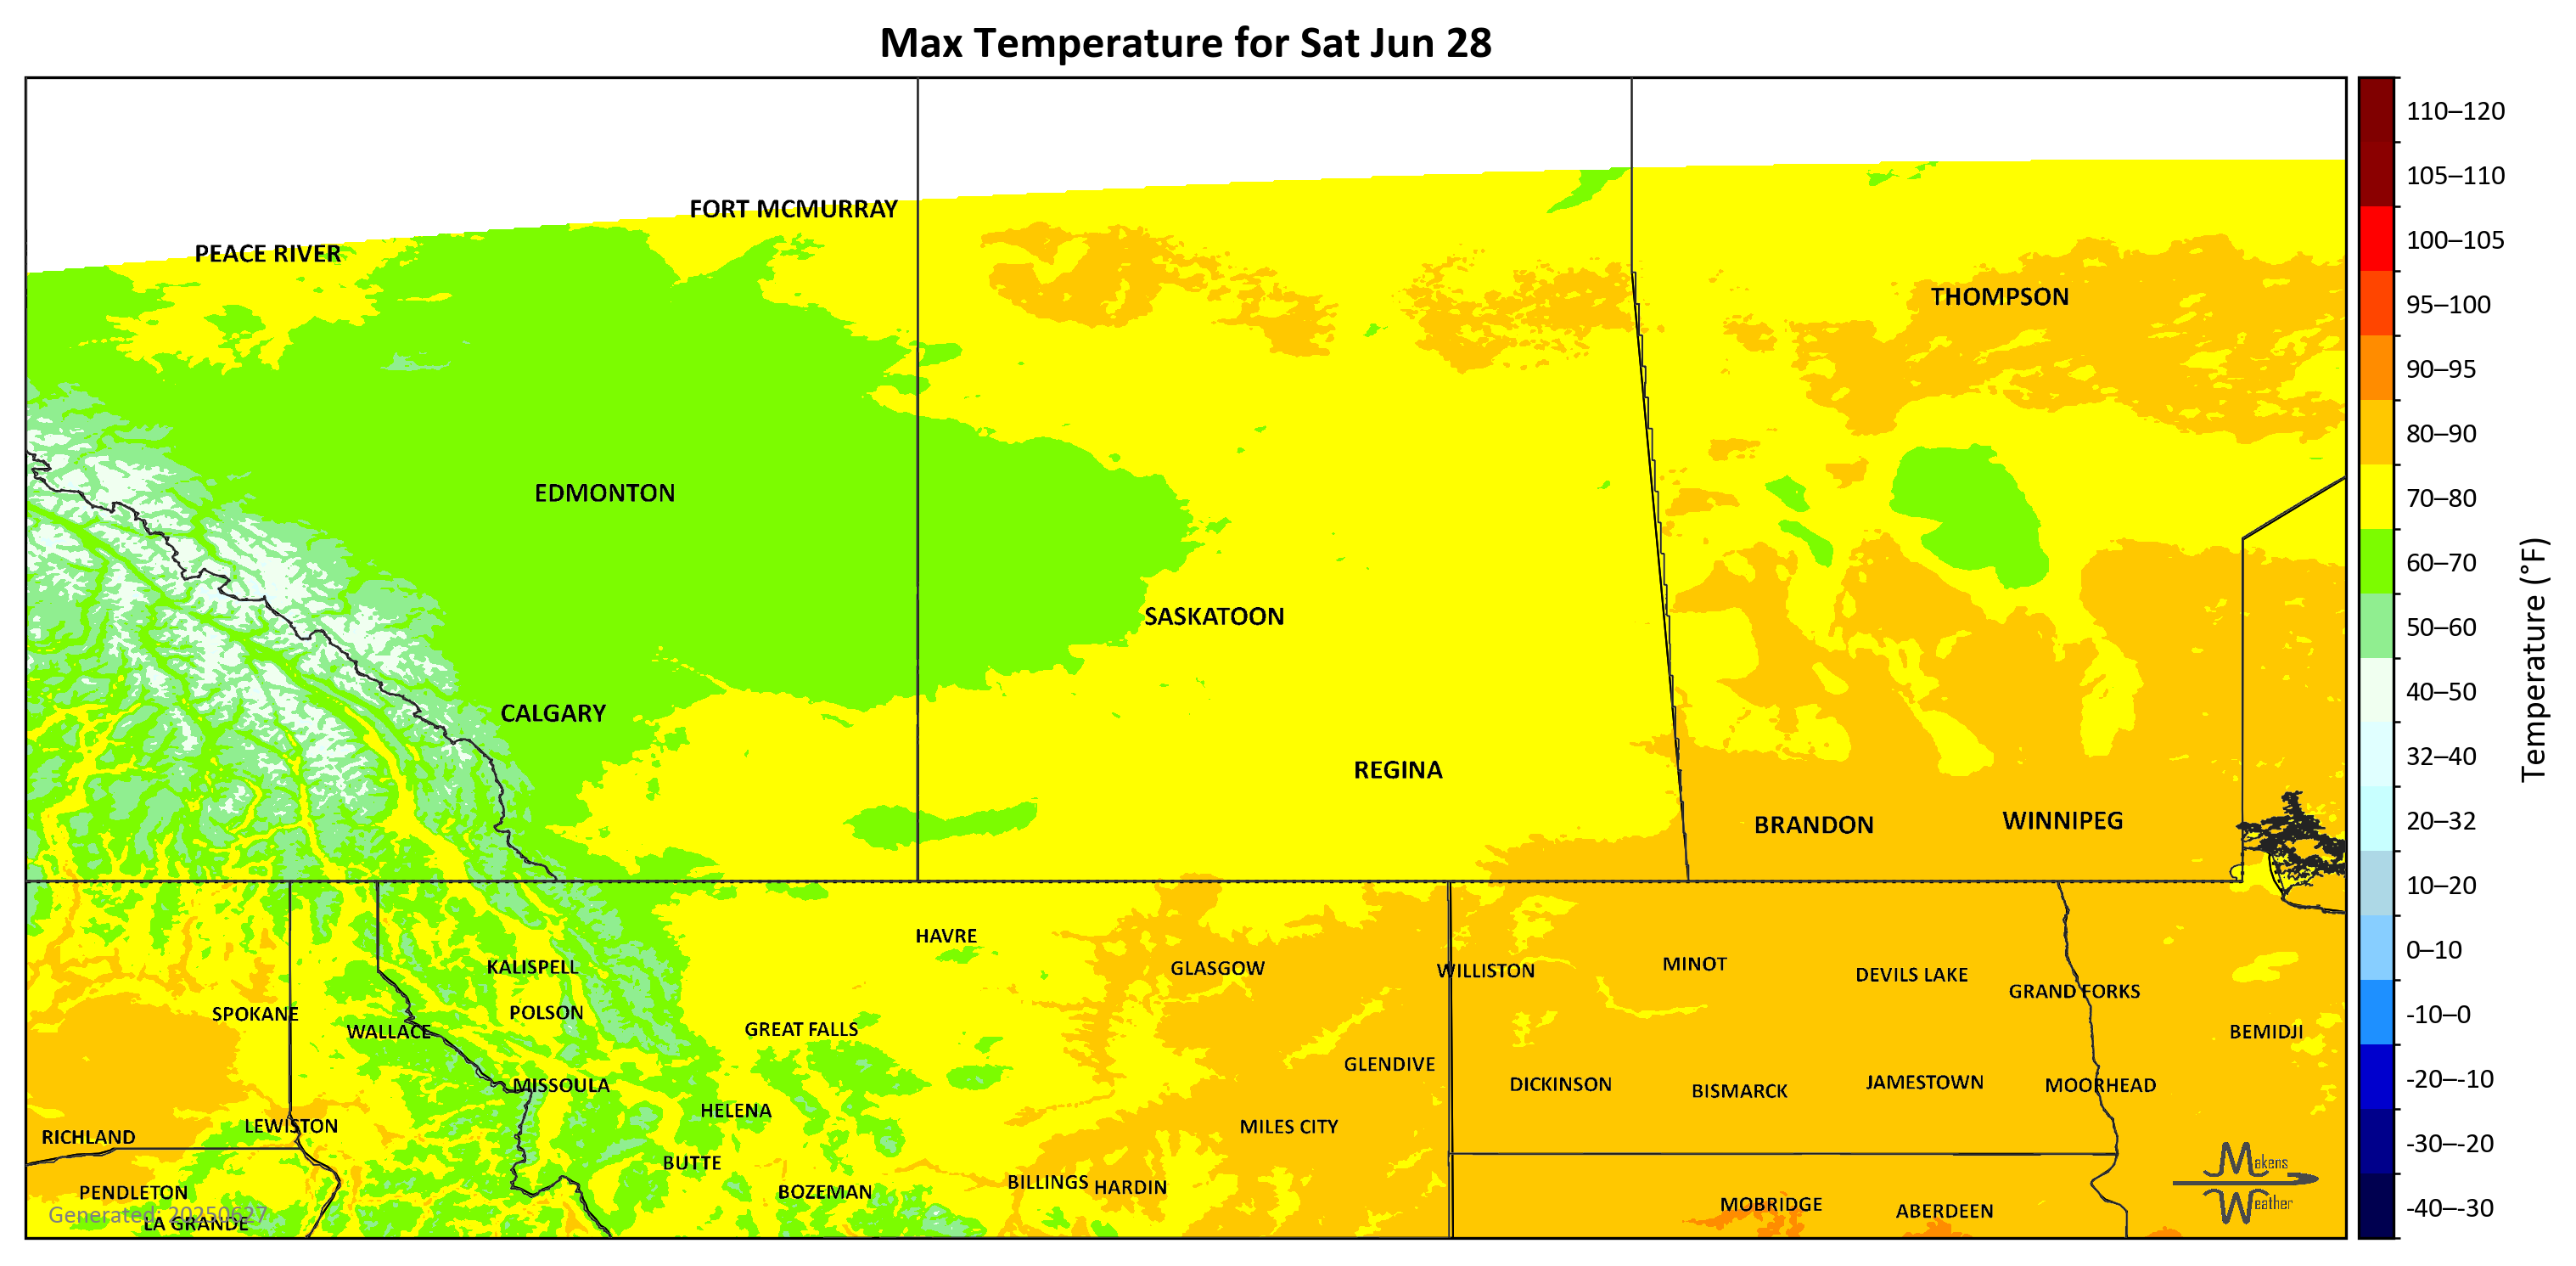 Max Temperature for Sat Jun 28
FORT MCMURRAY
PEACE RIVER
THOMPSON
EDMONTON
SASKATOON
CALGARY
REGINA
BRANDON
WINNIPEG
HAVRE
KALISPELL
GLASGOW
WILLISTON
MINOT
DEVILS LAKE
GRAND FORKS
SPOKANE
POLSON
WALLACE
GREAT FALLS
BEMIDJI
GLENDIVE
MISSOULA
DICKINSON
BISMARCK
JAMESTOWN
MOORHEAD
HELENA
LEWISTON
MILES CITY
RICHLAND
BUTTE
BILLINGS
HARDIN
PENDLETON
BOZEMAN
MOBRIDGE
ABERDEEN
Generated: 20250627
LA GRANDE
Makens
Weather
110–120
105–110
100–105
95–100
90–95
80–90
70–80
60–70
50–60
40–50
32–40
20–32
10–20
0–10
-10–0
-20–-10
-30–-20
-40–-30
Temperature (°F)